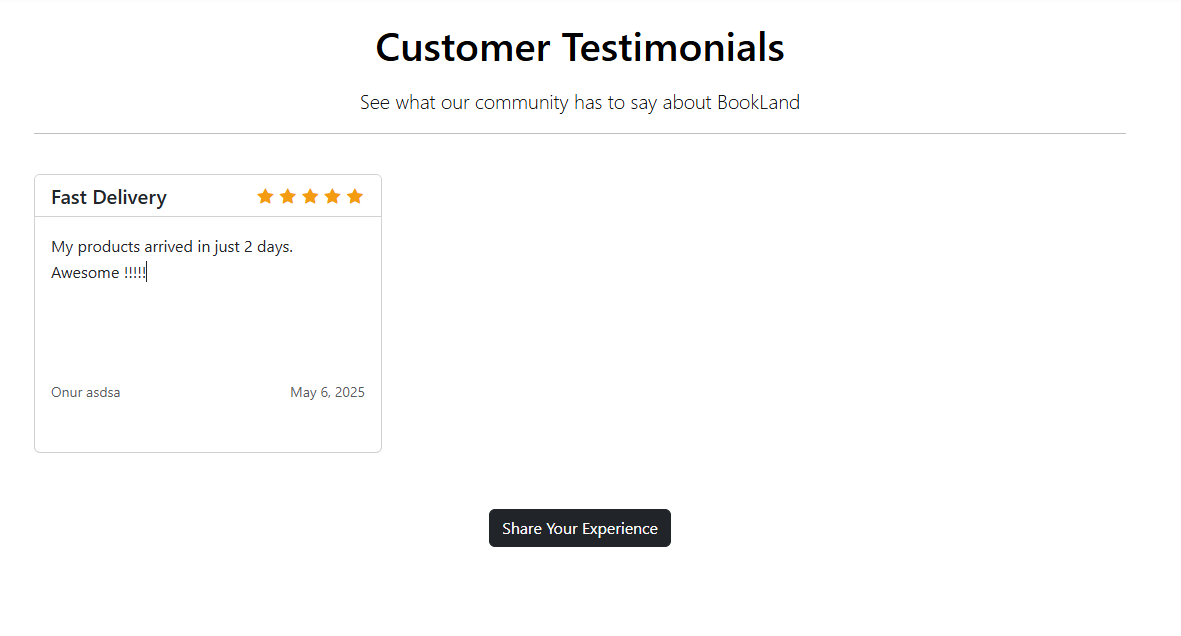 Customer Testimonials
See what our community has to say about BookLand
Fast Delivery
My products arrived in just 2 days.
Awesome !!!!!
Onur asdsa May 6, 2025
Share Your Experience